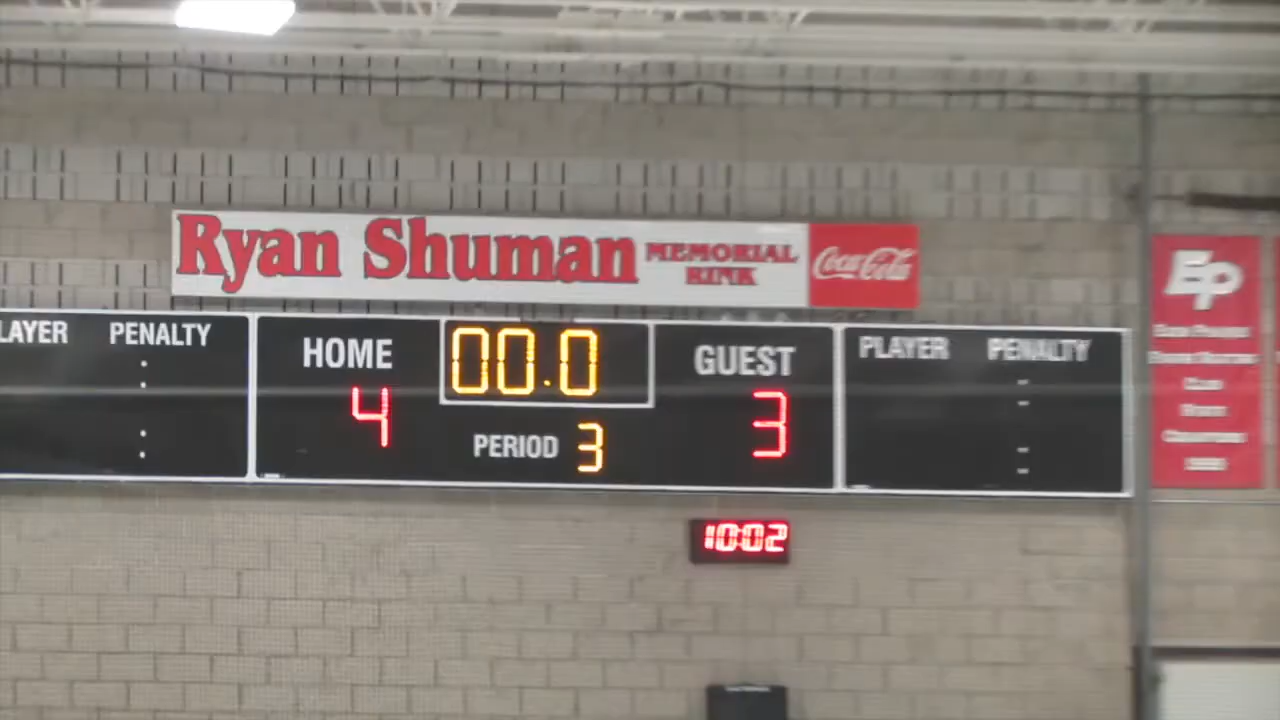 Ryan Shuman MEMORIAL RINK
Coca-Cola
EP
LAYER PENALTY
HOME
4
00.0
PERIOD 3
GUEST
3
PLAYER PENALTY
10:02